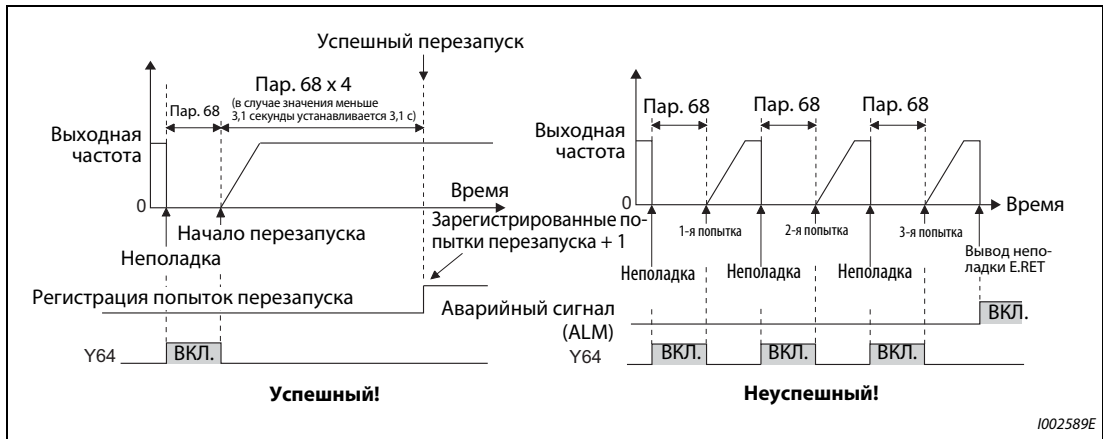 Успешный перезапуск
Пар. 68 x 4
(в случае значения меньше
3,1 секунды устанавливается 3,1 с)
Пар. 68
Выходная
частота
0
Время
Начало перезапуска
Неполадка
Зарегистрированные по-
пытки перезапуска + 1
Регистрация попыток перезапуска
Y64
ВКЛ.
Успешный!
Пар. 68
Пар. 68
Пар. 68
Выходная
частота
0
Время
1-я попытка
2-я попытка
3-я попытка
Вывод непо-
ладки E.RET
Неполадка
Неполадка
Неполадка
Аварийный сигнал
(ALM)
ВКЛ.
Y64
ВКЛ.
ВКЛ.
ВКЛ.
Неуспешный!
I002589E